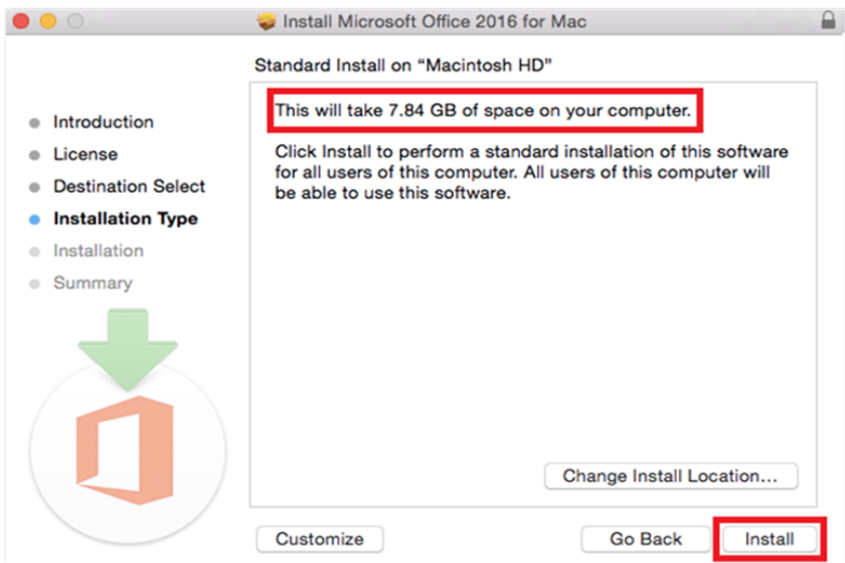 Install Microsoft Office 2016 for Mac
Standard Install on “Macintosh HD”
Introduction
License
Destination Select
Installation Type
Installation
Summary
This will take 7.84 GB of space on your computer.
Click Install to perform a standard installation of this software
for all users of this computer. All users of this computer will
be able to use this software.
Change Install Location...
Customize
Go Back
Install